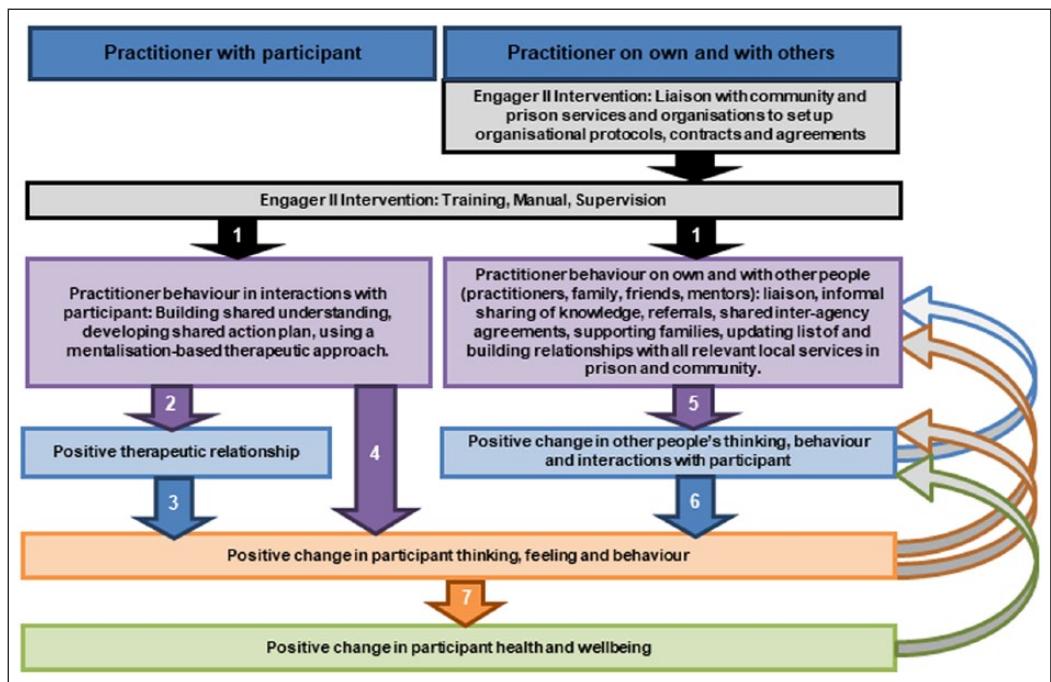 Practitioner with participant
Practitioner on own and with others
Engager II Intervention: Liaison with community and
prison services and organisations to set up
organisational protocols, contracts and agreements
Engager II Intervention: Training, Manual, Supervision
1
1
Practitioner behaviour in interactions with
participant: Building shared understanding,
developing shared action plan, using a
mentalisation-based therapeutic approach.
Practitioner behaviour on own and with other people
(practitioners, family, friends, mentors): liaison, informal
sharing of knowledge, referrals, shared inter-agency
agreements, supporting families, updating list of and
building relationships with all relevant local services in
prison and community.
2
4
5
Positive therapeutic relationship
Positive change in other people's thinking, behaviour
and interactions with participant
3
6
Positive change in participant thinking, feeling and behaviour
7
Positive change in participant health and wellbeing